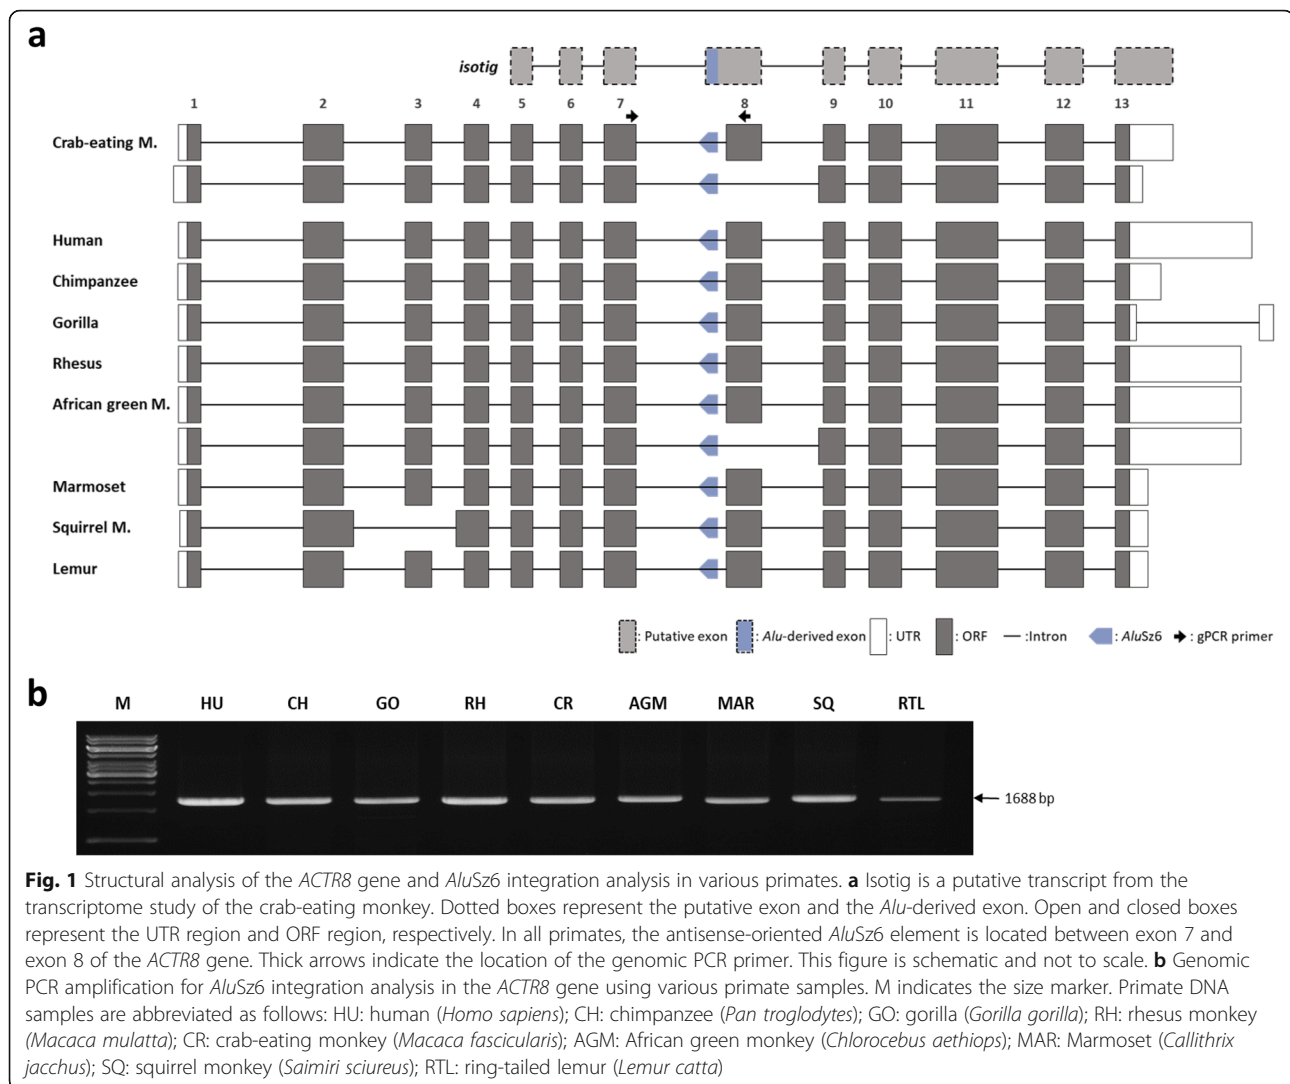 a
isotig
1 2 3 4 5 6 7 8 9 10 11 12 13
Crab-eating M.
Human
Chimpanzee
Gorilla
Rhesus
African green M.
Marmoset
Squirrel M.
Lemur
: Putative exon : Alu-derived exon : UTR : ORF :Intron : AluSz6 : gPCR primer
b
M HU CH GO RH CR AGM MAR SQ RTL
1688 bp
Fig. 1 Structural analysis of the ACTR8 gene and AluSz6 integration analysis in various primates. a Isotig is a putative transcript from the
transcriptome study of the crab-eating monkey. Dotted boxes represent the putative exon and the Alu-derived exon. Open and closed boxes
represent the UTR region and ORF region, respectively. In all primates, the antisense-oriented AluSz6 element is located between exon 7 and
exon 8 of the ACTR8 gene. Thick arrows indicate the location of the genomic PCR primer. This figure is schematic and not to scale. b Genomic
PCR amplification for AluSz6 integration analysis in the ACTR8 gene using various primate samples. M indicates the size marker. Primate DNA
samples are abbreviated as follows: HU: human (Homo sapiens); CH: chimpanzee (Pan troglodytes); GO: gorilla (Gorilla gorilla); RH: rhesus monkey
(Macaca mulatta); CR: crab-eating monkey (Macaca fascicularis); AGM: African green monkey (Chlorocebus aethiops); MAR: Marmoset (Callithrix
jacchus); SQ: squirrel monkey (Saimiri sciureus); RTL: ring-tailed lemur (Lemur catta)